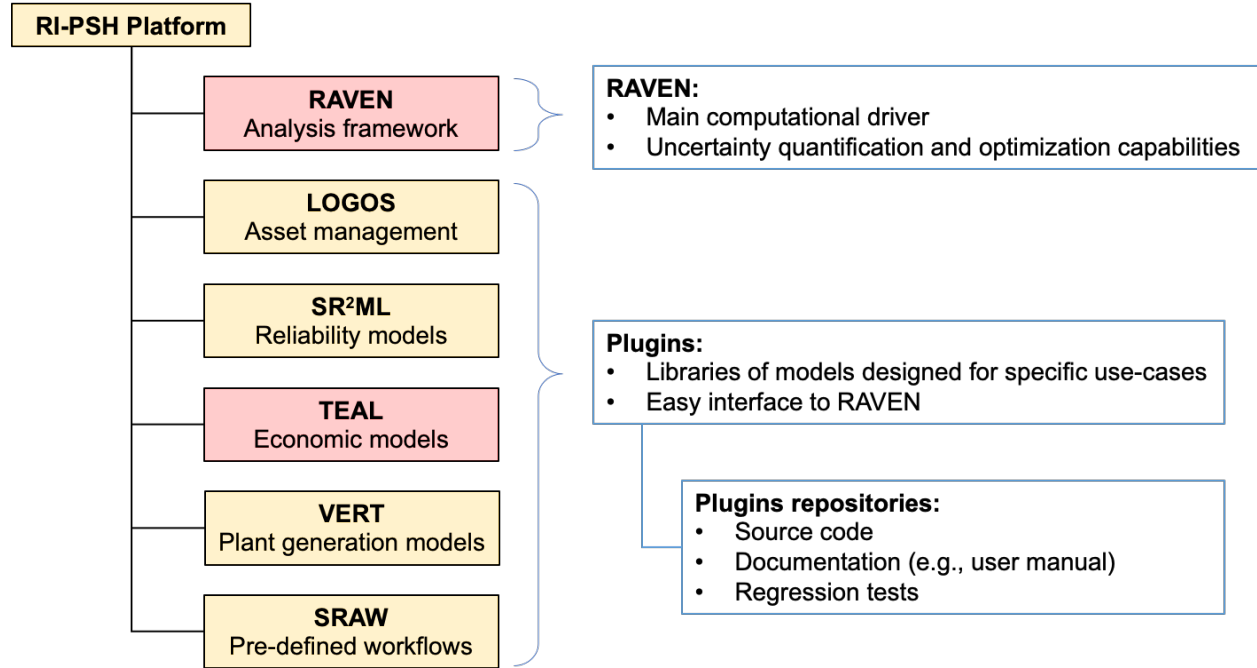 RI-PSH Platform
RAVEN
Analysis framework
LOGOS
Asset management
SR²ML
Reliability models
TEAL
Economic models
VERT
Plant generation models
SRAW
Pre-defined workflows
RAVEN:
• Main computational driver
• Uncertainty quantification and optimization capabilities
Plugins:
• Libraries of models designed for specific use-cases
• Easy interface to RAVEN
Plugins repositories:
• Source code
• Documentation (e.g., user manual)
• Regression tests